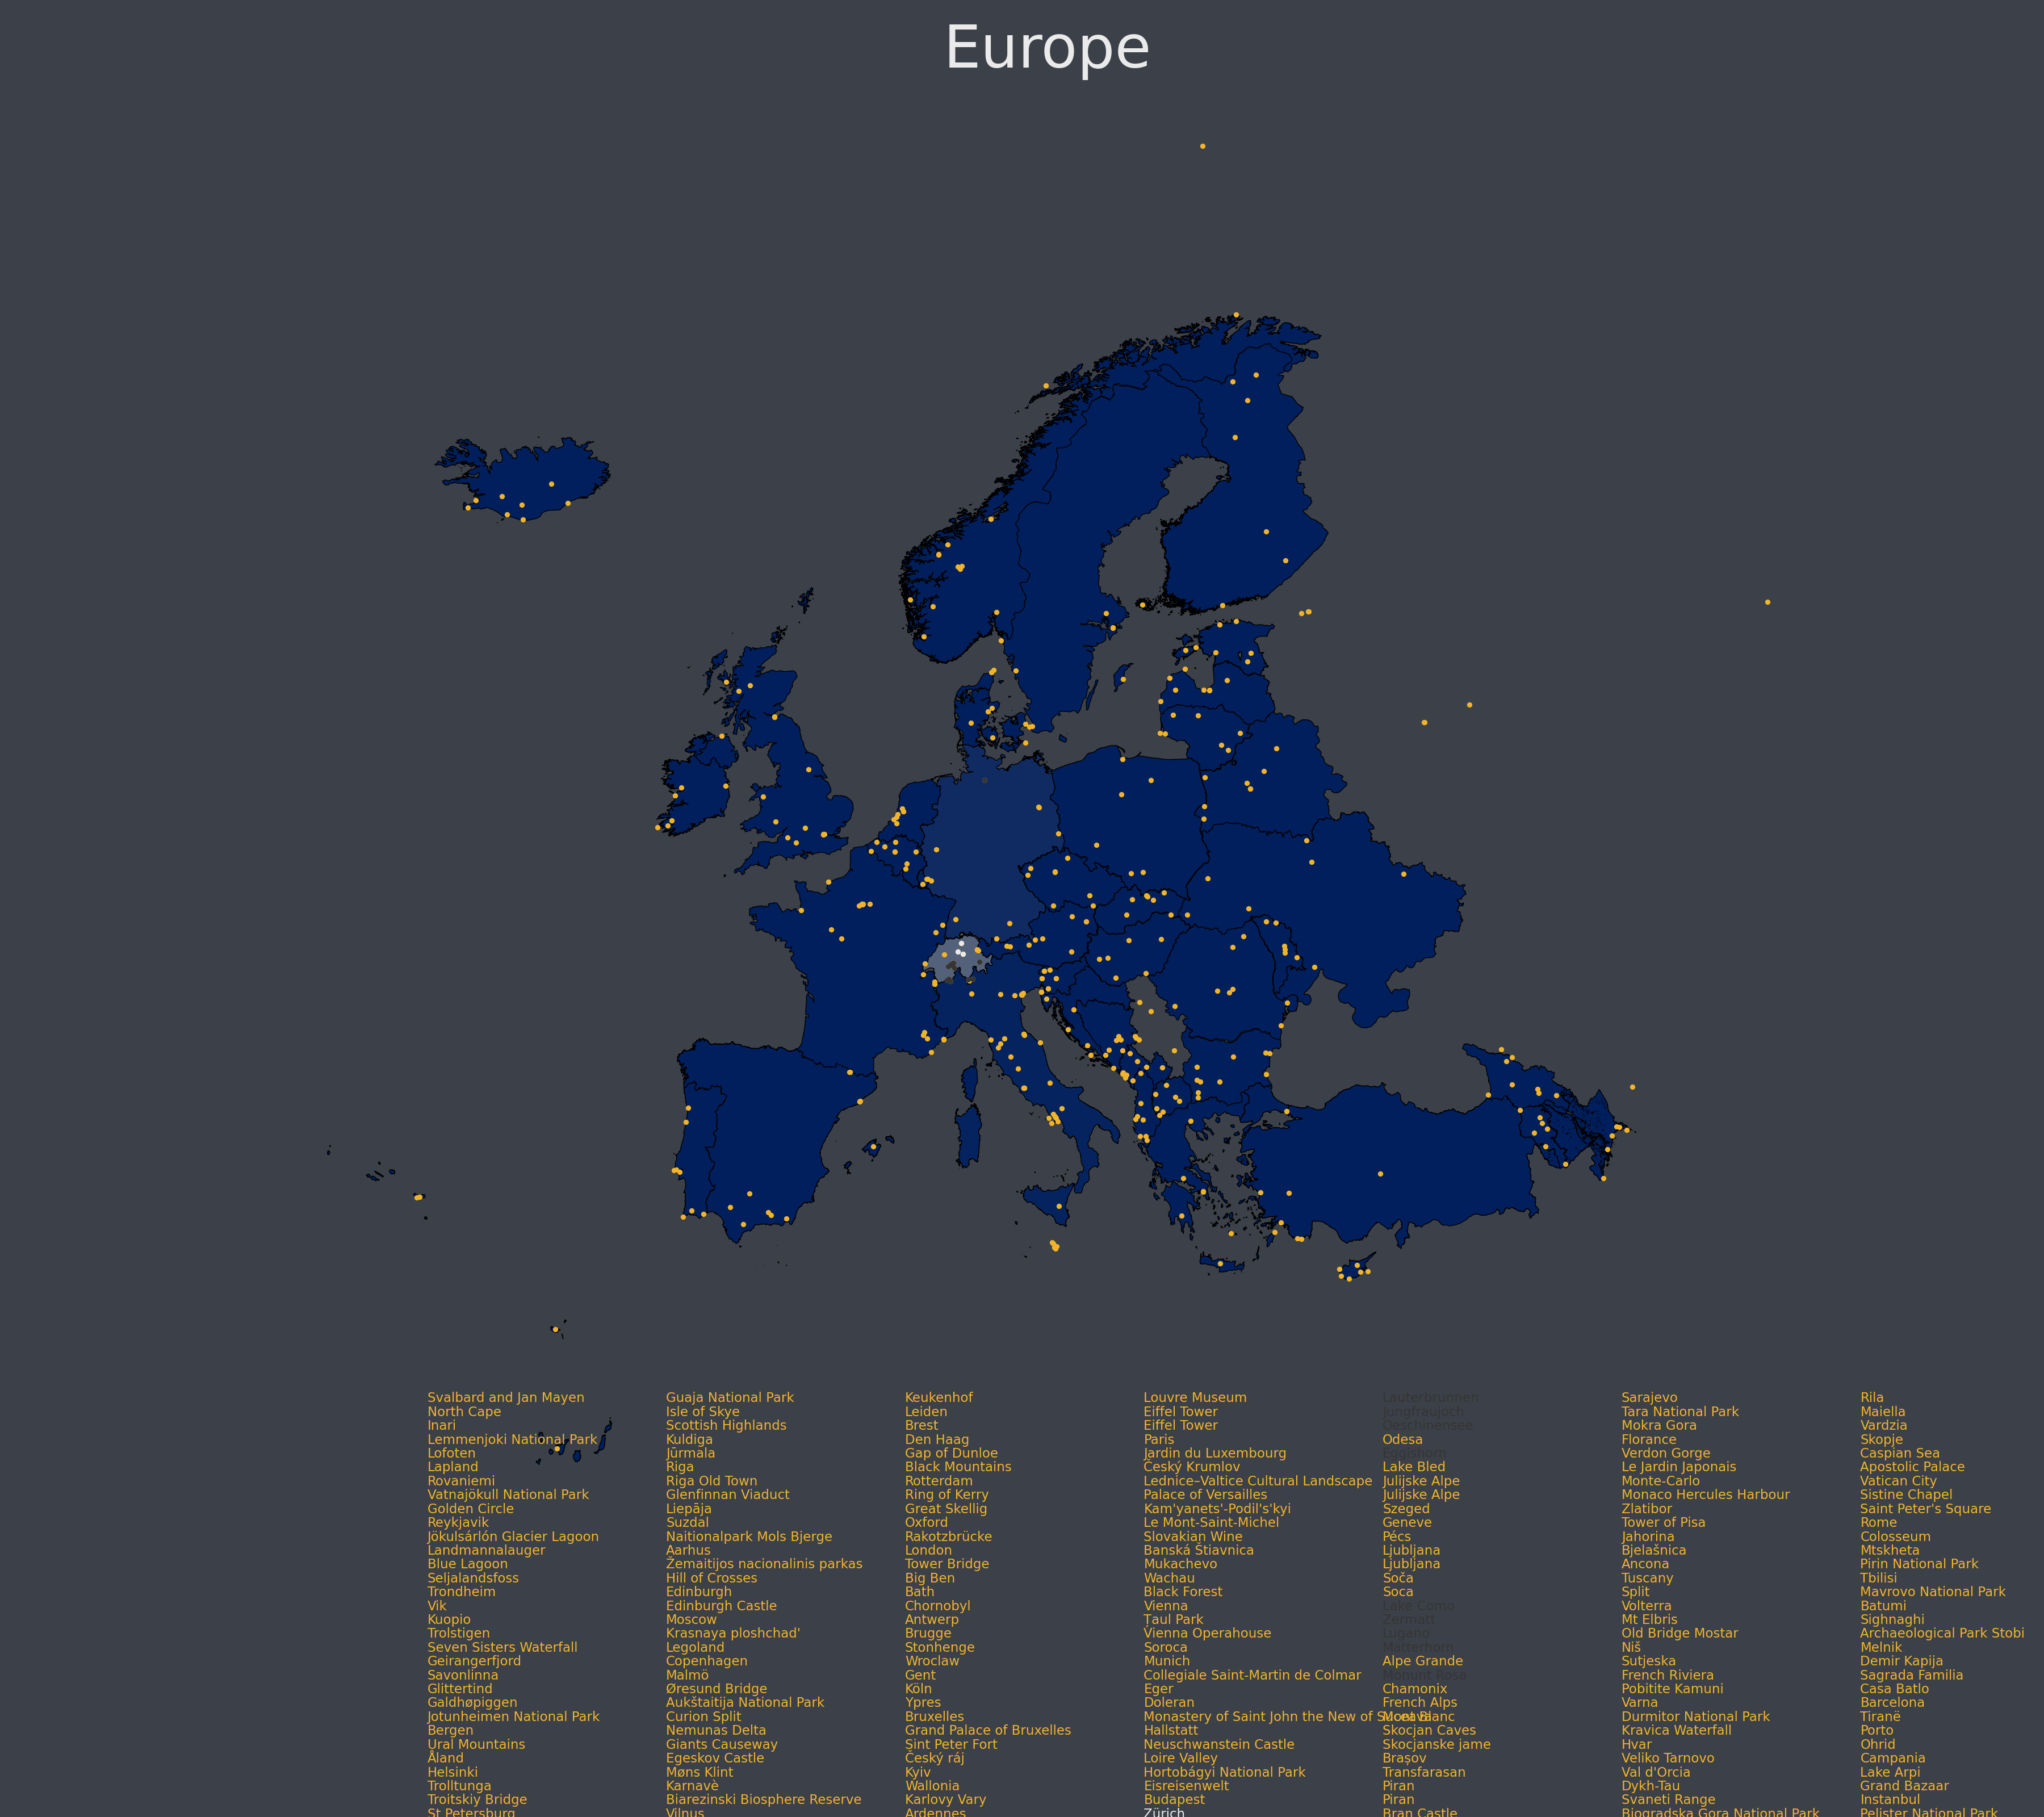 Europe
Svalbard and Jan Mayen
North Cape
Inari
Lemmenjoki National Park
Lofoten
Lapland
Rovaniemi
Vatnajökull National Park
Golden Circle
Reykjavik
Jökulsárlón Glacier Lagoon
Landmannalauger
Blue Lagoon
Seljalandsfoss
Trondheim
Vik
Kuopio
Trolstigen
Seven Sisters Waterfall
Geirangerfjord
Savonlinna
Glittertind
Galdhøpiggen
Jotunheimen National Park
Bergen
Ural Mountains
Åland
Helsinki
Trolltunga
Troitskiy Bridge
St Petersburg
Guaja National Park
Isle of Skye
Scottish Highlands
Kuldiga
Jūrmala
Riga
Riga Old Town
Glenfinnan Viaduct
Liepāja
Suzdal
Naitionalpark Mols Bjerge
Aarhus
Žemaitijos nacionalinis parkas
Hill of Crosses
Edinburgh
Edinburgh Castle
Moscow
Krasnaya ploshchad'
Legoland
Copenhagen
Malmö
Øresund Bridge
Aukštaitija National Park
Curion Split
Nemunas Delta
Giants Causeway
Egeskov Castle
Møns Klint
Karnavè
Biarezinski Biosphere Reserve
Vilnus
Keukenhof
Leiden
Brest
Den Haag
Gap of Dunloe
Black Mountains
Rotterdam
Ring of Kerry
Great Skellig
Oxford
Rakotzbrücke
London
Tower Bridge
Big Ben
Bath
Chornobyl
Antwerp
Brugge
Stonhenge
Wroclaw
Gent
Köln
Ypres
Bruxelles
Grand Palace of Bruxelles
Sint Peter Fort
Český ráj
Kyiv
Wallonia
Karlovy Vary
Ardennes
Louvre Museum
Eiffel Tower
Eiffel Tower
Paris
Jardin du Luxembourg
Český Krumlov
Lednice–Valtice Cultural Landscape
Palace of Versailles
Kam'yanets'-Podil's'kyi
Le Mont-Saint-Michel
Slovakian Wine
Banská Štiavnica
Mukachevo
Wachau
Black Forest
Vienna
Taul Park
Vienna Operahouse
Soroca
Munich
Collegiale Saint-Martin de Colmar
Eger
Doleran
Monastery of Saint John the New of Suceava
Hallstatt
Neuschwanstein Castle
Loire Valley
Hortobágyi National Park
Eisreisenwelt
Budapest
Zürich
Lauterbrunnen
Jungfraujoch
Oeschinensee
Odesa
Lake Bled
Julijske Alpe
Julijske Alpe
Szeged
Geneve
Pécs
Ljubljana
Ljubljana
Soča
Soca
Lake Como
Zermatt
Lugano
Matterhorn
Alpe Grande
Monunt Rosa
Chamonix
French Alps
Mont Blanc
Skocjan Caves
Skocjanske jame
Brașov
Transfarasan
Piran
Piran
Bran Castle
Sarajevo
Tara National Park
Mokra Gora
Florance
Verdon Gorge
Le Jardin Japonais
Monte-Carlo
Monaco Hercules Harbour
Zlatibor
Tower of Pisa
Jahorina
Bjelašnica
Ancona
Tuscany
Split
Volterra
Mt Elbris
Old Bridge Mostar
Niš
Sutjeska
French Riviera
Pobitite Kamuni
Varna
Durmitor National Park
Kravica Waterfall
Hvar
Veliko Tarnovo
Val d'Orcia
Dykh-Tau
Svaneti Range
Biogradska Gora National Park
Rila
Maiella
Vardzia
Skopje
Caspian Sea
Apostolic Palace
Vatican City
Sistine Chapel
Saint Peter's Square
Rome
Colosseum
Mtskheta
Pirin National Park
Tbilisi
Mavrovo National Park
Batumi
Sighnaghi
Archaeological Park Stobi
Melnik
Demir Kapija
Sagrada Familia
Casa Batlo
Barcelona
Tiranë
Porto
Ohrid
Campania
Lake Arpi
Grand Bazaar
Instanbul
Pelister National Park